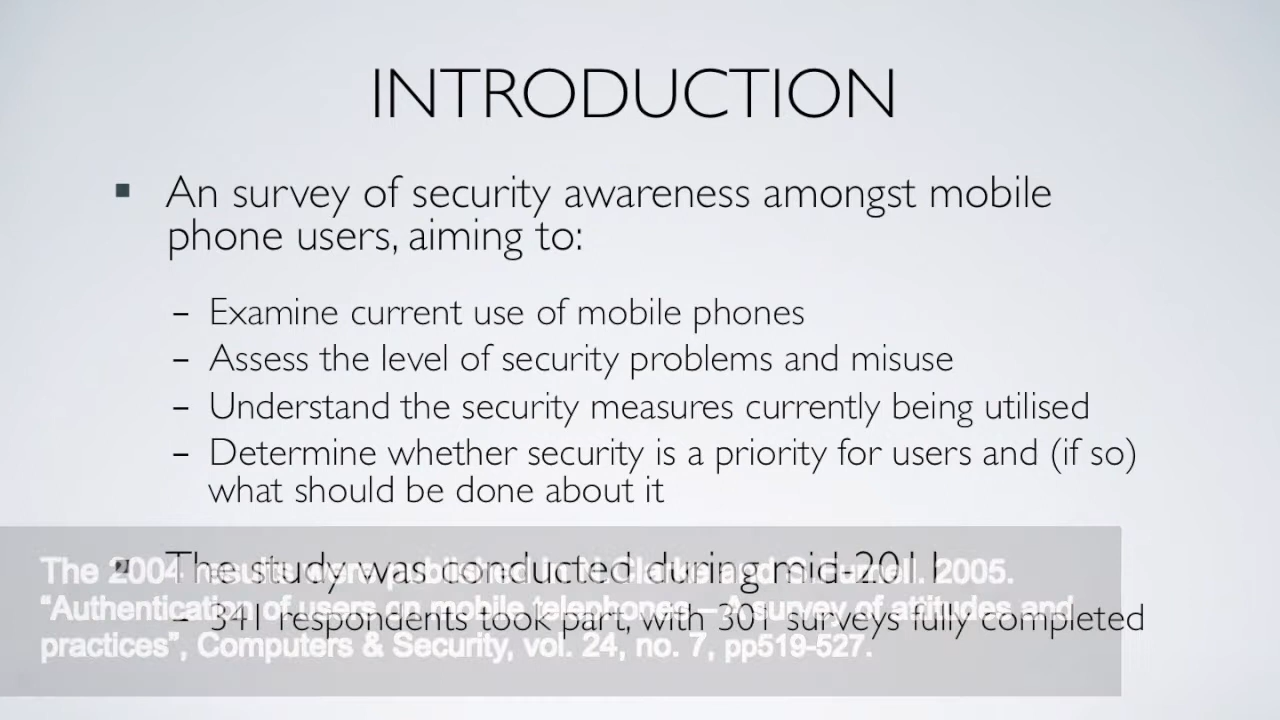 INTRODUCTION
An survey of security awareness amongst mobile
phone users, aiming to:
– Examine current use of mobile phones
– Assess the level of security problems and misuse
– Understand the security measures currently being utilised
– Determine whether security is a priority for users and (if so)
what should be done about it
The study was conducted during mid-2011
– 341 respondents took part, with 301 surveys fully completed
The 2004 results were published in N.Clarke and S.Furnell. 2005.
“Authentication of users on mobile telephones – A survey of attitudes and
practices”, Computers & Security, vol. 24, no. 7, pp519-527.